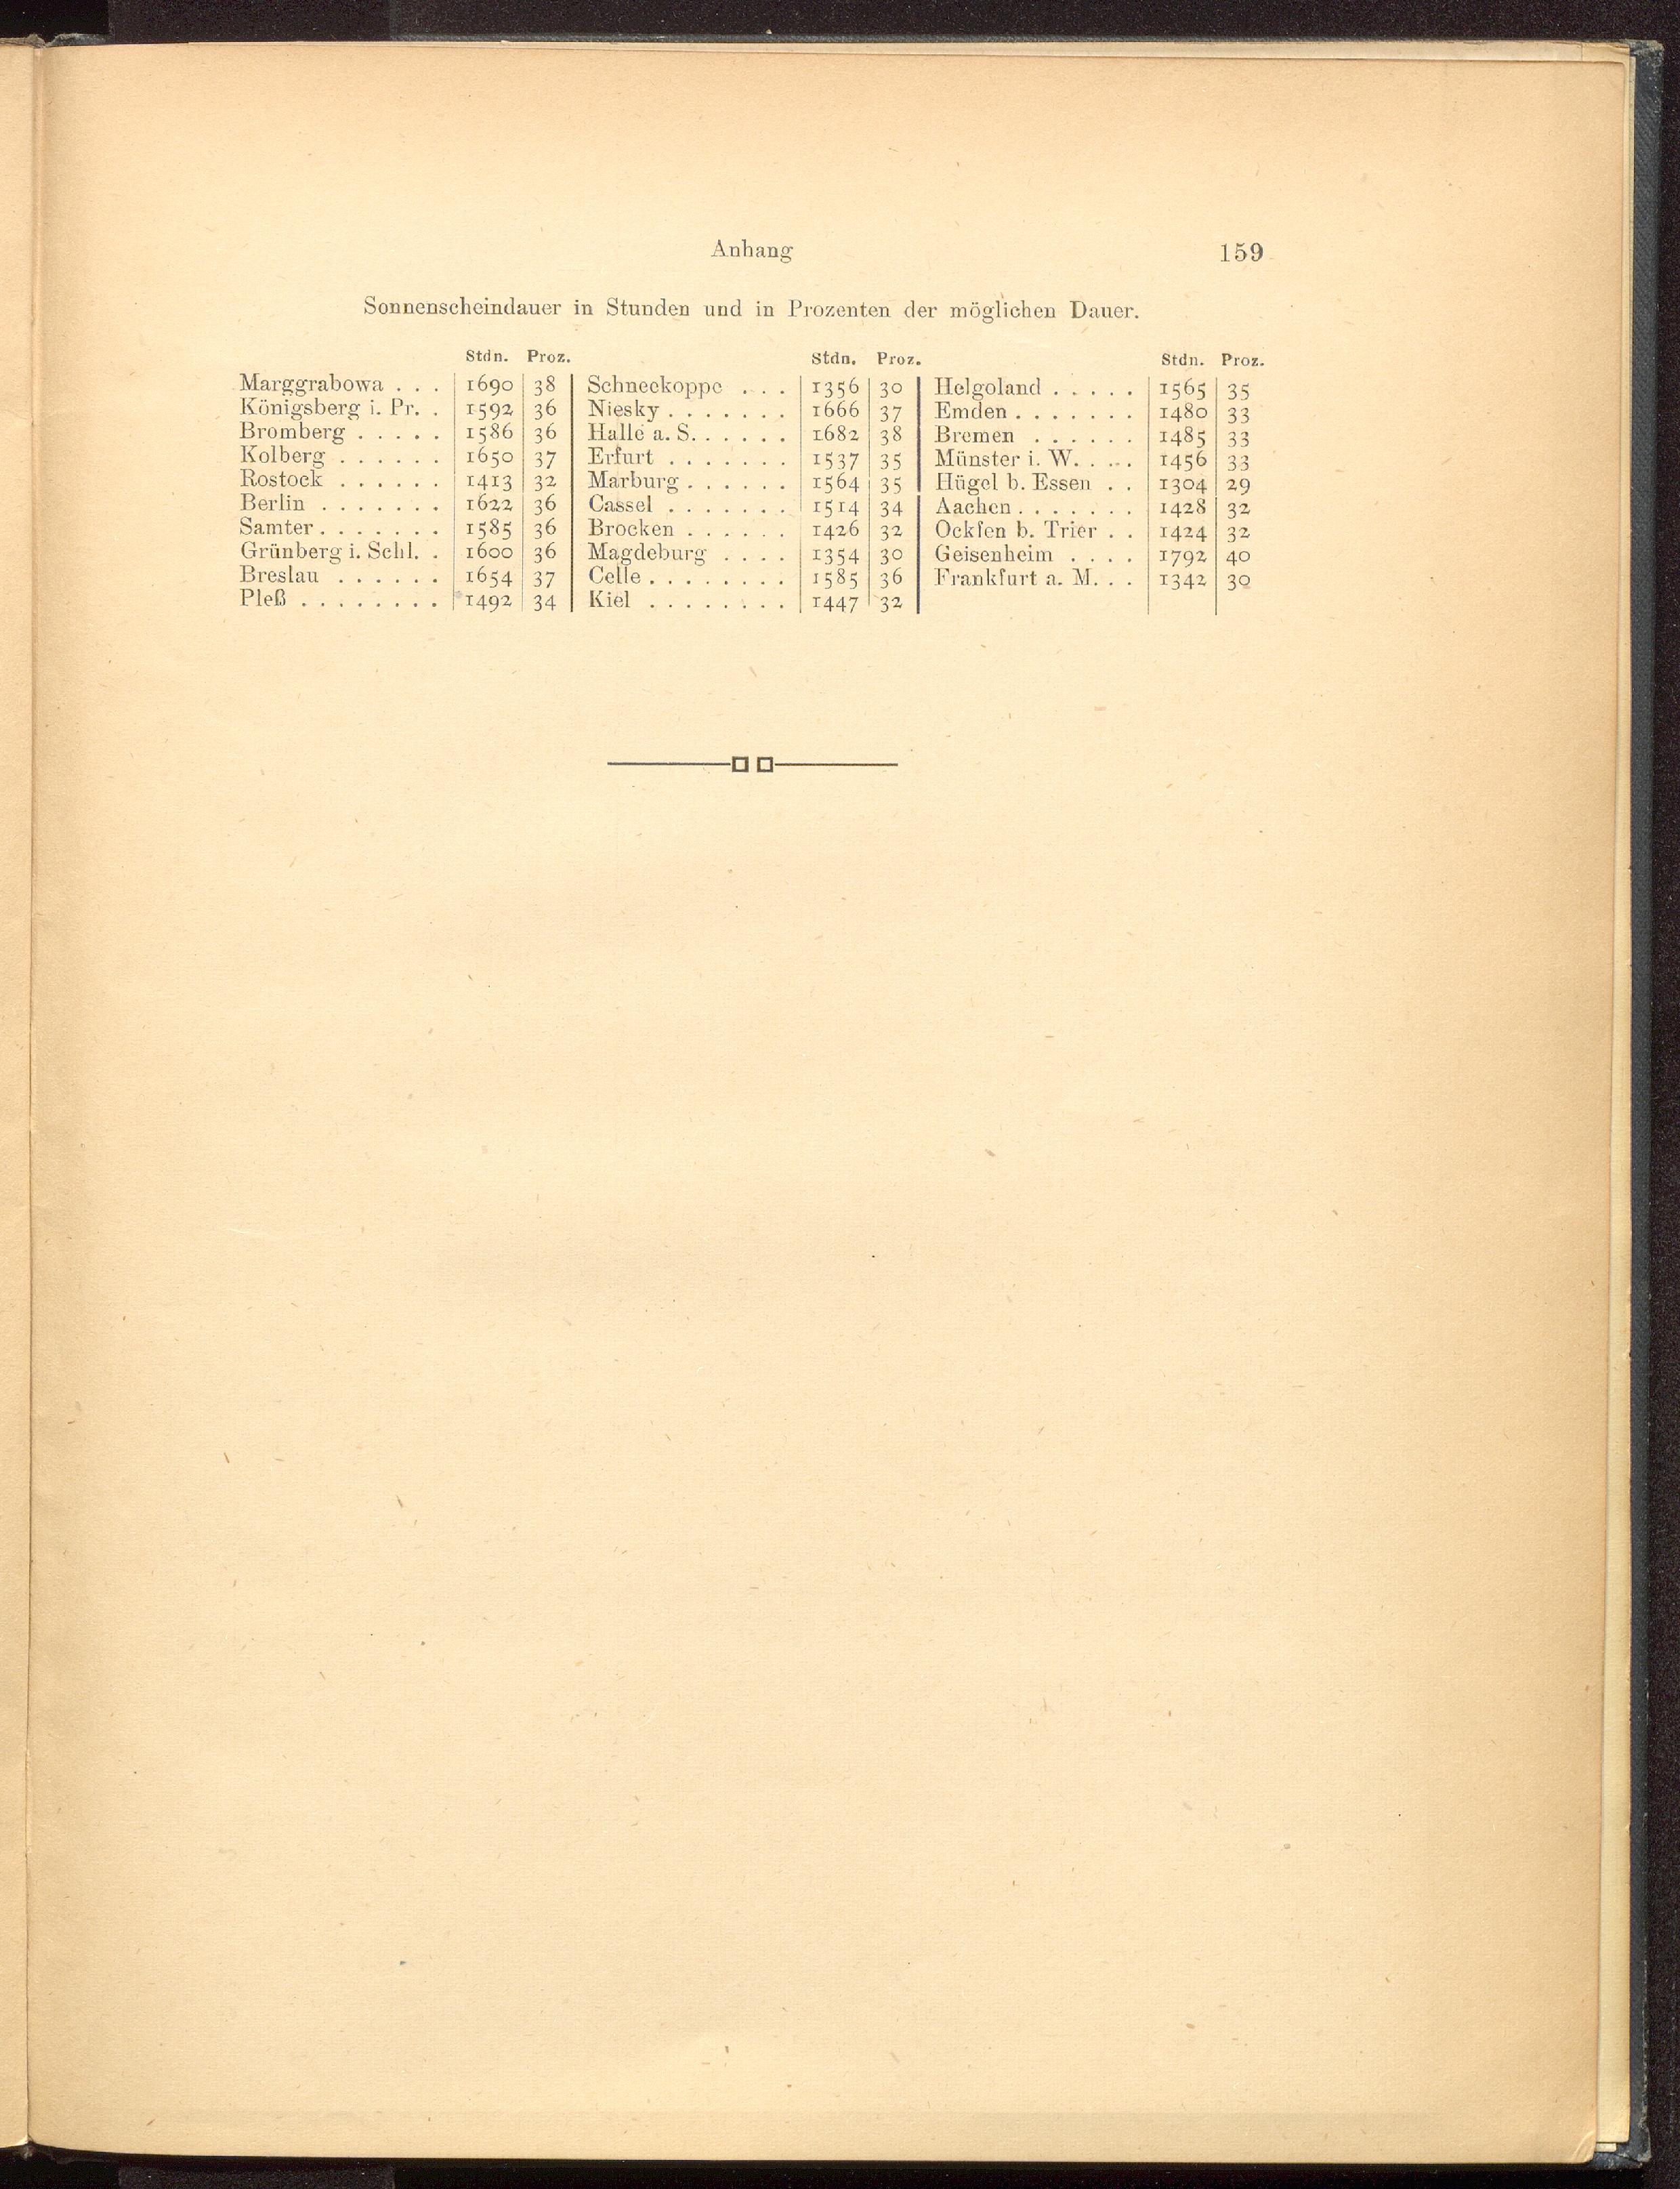 Anhang 159
Sonnenscheindauer in Stunden und in Prozenten der möglichen Dauer.
Stdn. Proz. Stdn. Proz. Stdn. Proz.
Marggrabowa . . . 1690 38 Schneekoppe . . . 1356 30 Helgoland . . . . . 1565 35
Königsberg i. Pr. . 1592 36 Niesky . . . . . . . 1666 37 Emden . . . . . . . 1480 33
Bromberg . . . . . 1586 36 Halle a. S. . . . . . 1682 38 Bremen . . . . . . 1485 33
Kolberg . . . . . . 1650 37 Erfurt . . . . . . . 1537 35 Münster i. W. . . . 1456 33
Rostock . . . . . . 1413 32 Marburg . . . . . . 1564 35 Hügel b. Essen . . 1304 29
Berlin . . . . . . . 1622 36 Cassel . . . . . . . 1514 34 Aachen . . . . . . . 1428 32
Samter . . . . . . . 1585 36 Brocken . . . . . . 1426 32 Ockfen b. Trier . . 1424 32
Grünberg i. Schl. . 1600 36 Magdeburg . . . . 1354 30 Geisenheim . . . . 1792 40
Breslau . . . . . . 1654 37 Celle . . . . . . . . 1585 36 Frankfurt a. M. . . 1342 30
Pleß . . . . . . . . 1492 34 Kiel . . . . . . . . 1447 32